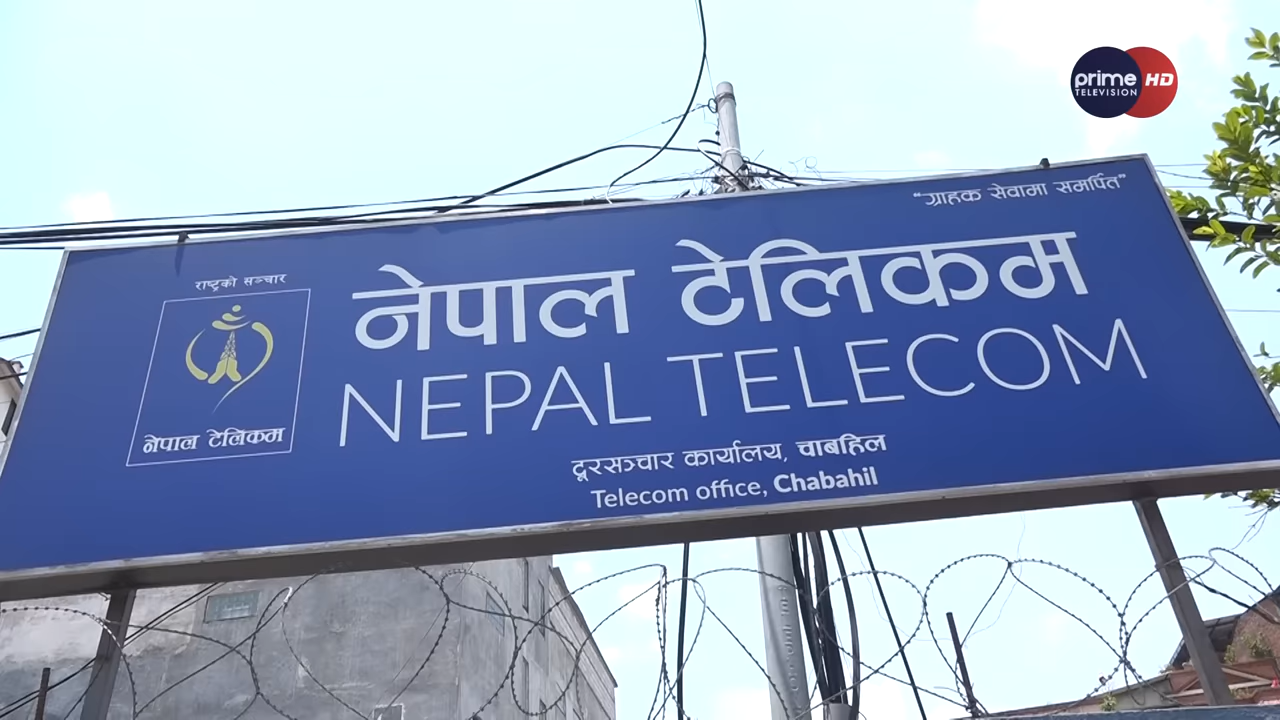 prime HD
TELEVISION
“ग्राहक सेवामा समर्पित”
राष्ट्रको सञ्चार
नेपाल टेलिकम
नेपाल टेलिकम
NEPAL TELECOM
दूरसञ्चार कार्यालय, चाबहिल
Telecom office, Chabahil